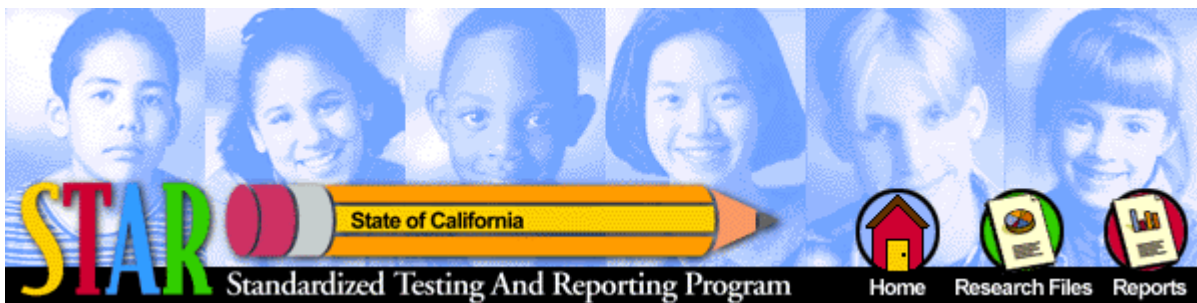 STAR
State of California
Standardized Testing And Reporting Program
Home
Research Files
Reports